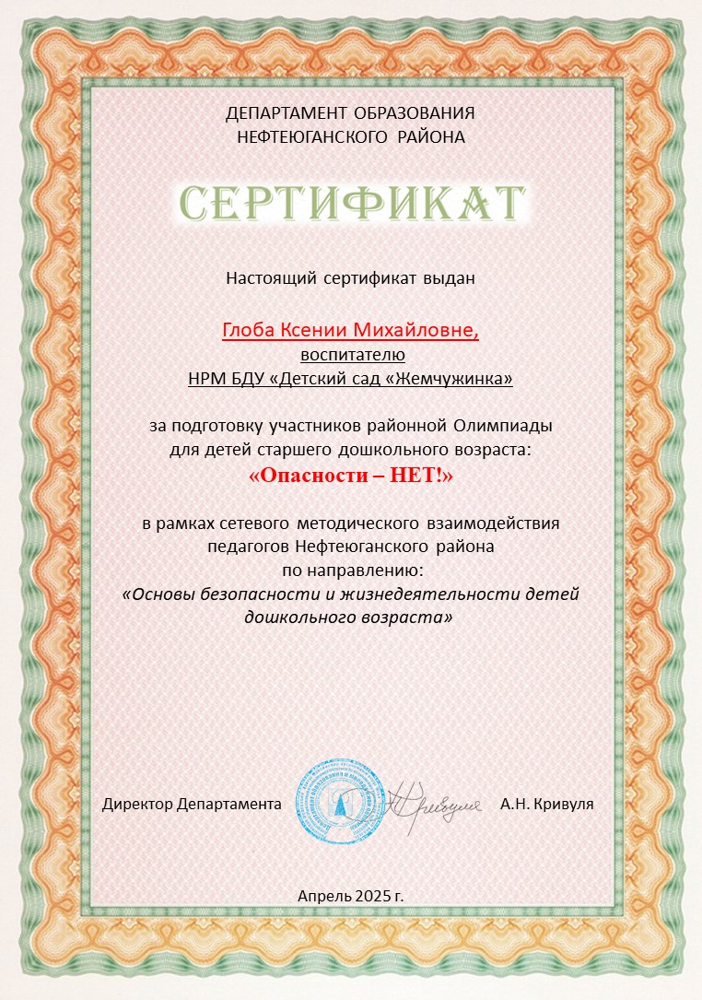 ДЕПАРТАМЕНТ ОБРАЗОВАНИЯ
НЕФТЕЮГАНСКОГО РАЙОНА
СЕРТИФИКАТ
Настоящий сертификат выдан
Глоба Ксении Михайловне,
воспитателю
НРМ БДУ «Детский сад «Жемчужинка»
за подготовку участников районной Олимпиады
для детей старшего дошкольного возраста:
«Опасности – НЕТ!»
в рамках сетевого методического взаимодействия
педагогов Нефтеюганского района
по направлению:
«Основы безопасности и жизнедеятельности детей
дошкольного возраста»
Директор Департамента
А.Н. Кривуля
Апрель 2025 г.